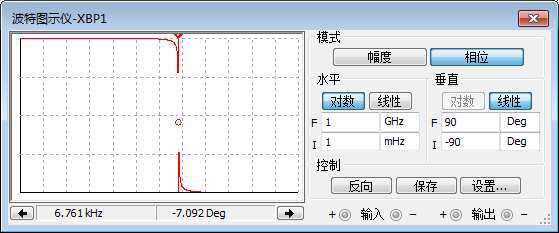 波特图示仪-XBP1
模式
幅度 相位
水平 垂直
对数 线性 对数 线性
F 1 GHz F 90 Deg
I 1 mHz I -90 Deg
控制
反向 保存 设置...
6.761 kHz -7.092 Deg
+ 输入 - + 输出 -